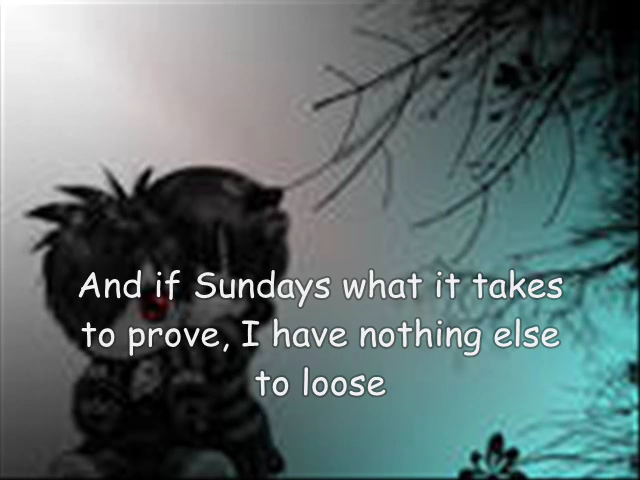 And if Sundays what it takes
to prove, I have nothing else
to loose